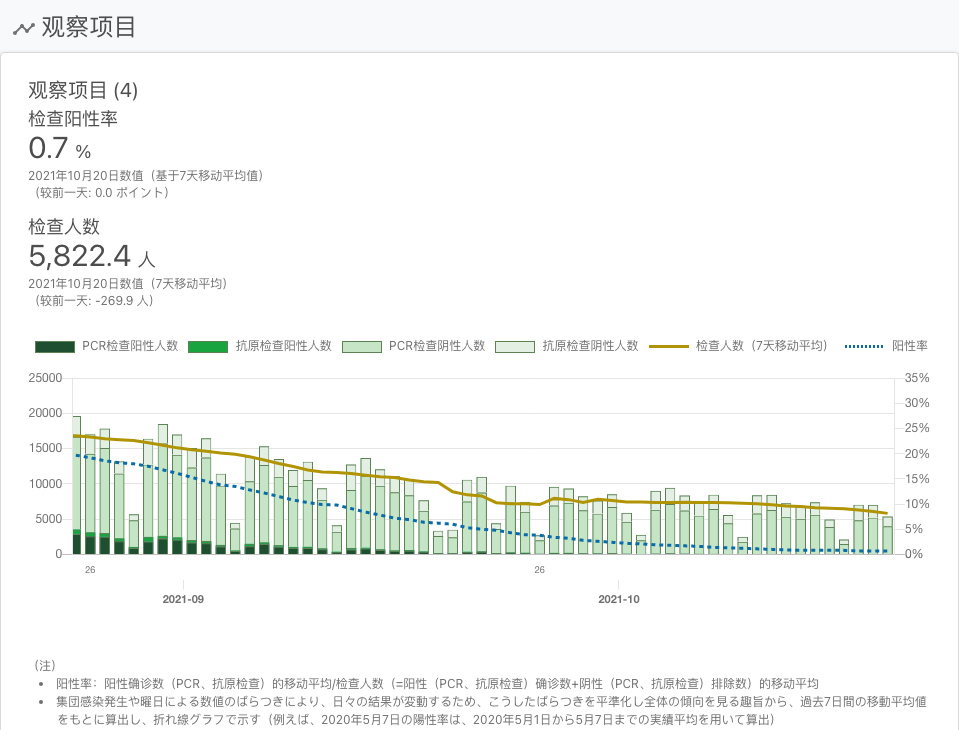 观察项目
观察项目 (4)
检查阳性率
0.7 %
2021年10月20日数值（基于7天移动平均值）
（较前一天: 0.0 ポイント）
检查人数
5,822.4 人
2021年10月20日数值（7天移动平均）
（较前一天: -269.9 人）
PCR检查阳性人数 抗原检查阳性人数 PCR检查阴性人数 抗原检查阴性人数 检查人数（7天移动平均） 阳性率
25000 35%
30%
20000
25%
15000 20%
15%
10000
10%
5000
5%
0 0%
26 26
2021-09 2021-10
（注）
• 阳性率：阳性确诊数（PCR、抗原检查）的移动平均/检查人数（=阳性（PCR、抗原检查）确诊数+阴性（PCR、抗原检查）排除数）的移动平均
• 集団感染発生や曜日による数値のばらつきにより、日々の結果が変動するため、こうしたばらつきを平準化し全体の傾向を見る趣旨から、過去7日間の移動平均値
をもとに算出し、折れ線グラフで示す（例えば、2020年5月7日の陽性率は、2020年5月1日から5月7日までの実績平均を用いて算出）